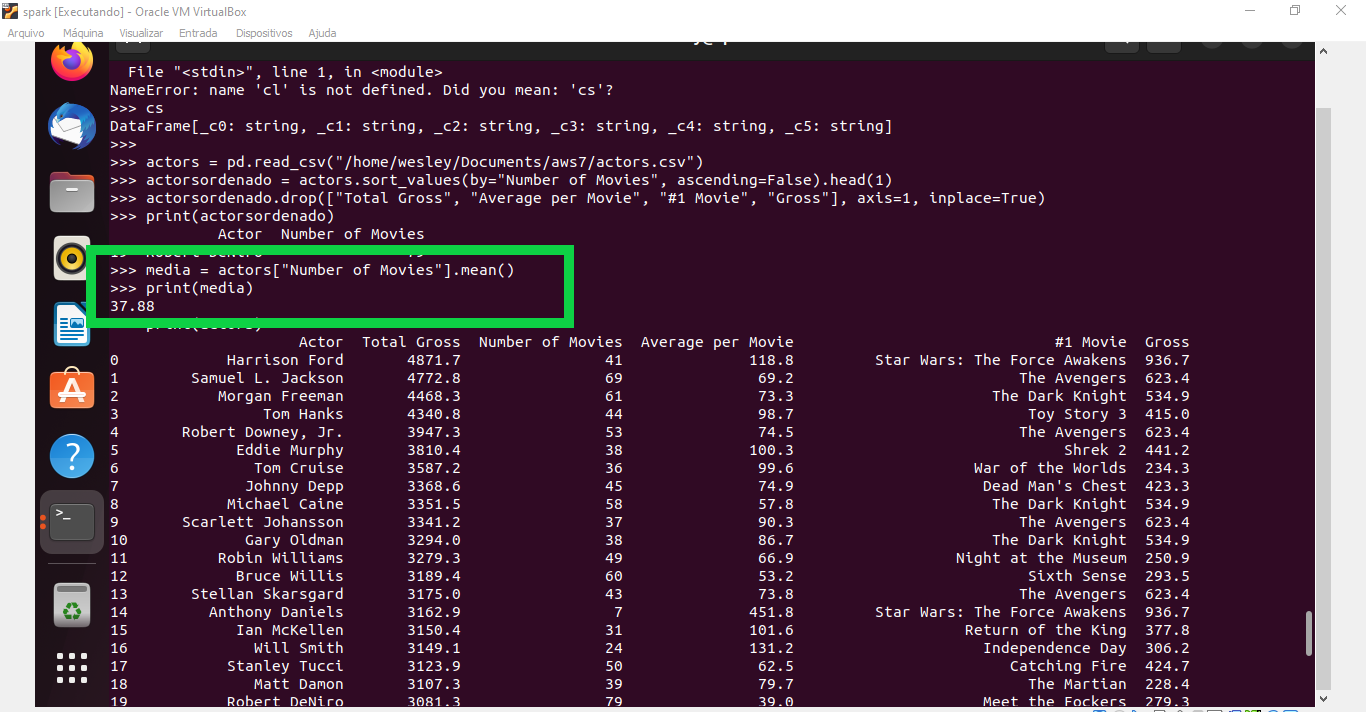 spark [Executando] - Oracle VM VirtualBox
Arquivo Máquina Visualizar Entrada Dispositivos Ajuda
File "<stdin>", line 1, in <module>
NameError: name 'cl' is not defined. Did you mean: 'cs'?
>>> cs
DataFrame[_c0: string, _c1: string, _c2: string, _c3: string, _c4: string, _c5: string]
>>>
>>> actors = pd.read_csv("/home/wesley/Documents/aws7/actors.csv")
>>> actorsordenado = actors.sort_values(by="Number of Movies", ascending=False).head(1)
>>> actorsordenado.drop(["Total Gross", "Average per Movie", "#1 Movie", "Gross"], axis=1, inplace=True)
>>> print(actorsordenado)
Actor Number of Movies
19 Robert DeNiro 79
>>> media = actors["Number of Movies"].mean()
>>> print(media)
37.88
Actor Total Gross Number of Movies Average per Movie #1 Movie Gross
0 Harrison Ford 4871.7 41 118.8 Star Wars: The Force Awakens 936.7
1 Samuel L. Jackson 4772.8 69 69.2 The Avengers 623.4
2 Morgan Freeman 4468.3 61 73.3 The Dark Knight 534.9
3 Tom Hanks 4340.8 44 98.7 Toy Story 3 415.0
4 Robert Downey, Jr. 3947.3 53 74.5 The Avengers 623.4
5 Eddie Murphy 3810.4 38 100.3 Shrek 2 441.2
6 Tom Cruise 3587.2 36 99.6 War of the Worlds 234.3
7 Johnny Depp 3368.6 45 74.9 Dead Man's Chest 423.3
8 Michael Caine 3351.5 58 57.8 The Dark Knight 534.9
9 Scarlett Johansson 3341.2 37 90.3 The Avengers 623.4
10 Gary Oldman 3294.0 38 86.7 The Dark Knight 534.9
11 Robin Williams 3279.3 49 66.9 Night at the Museum 250.9
12 Bruce Willis 3189.4 60 53.2 Sixth Sense 293.5
13 Stellan Skarsgard 3175.0 43 73.8 The Avengers 623.4
14 Anthony Daniels 3162.9 7 451.8 Star Wars: The Force Awakens 936.7
15 Ian McKellen 3150.4 31 101.6 Return of the King 377.8
16 Will Smith 3149.1 24 131.2 Independence Day 306.2
17 Stanley Tucci 3123.9 50 62.5 Catching Fire 424.7
18 Matt Damon 3107.3 39 79.7 The Martian 228.4
19 Robert DeNiro 3081.3 79 39.0 Meet the Fockers 279.3